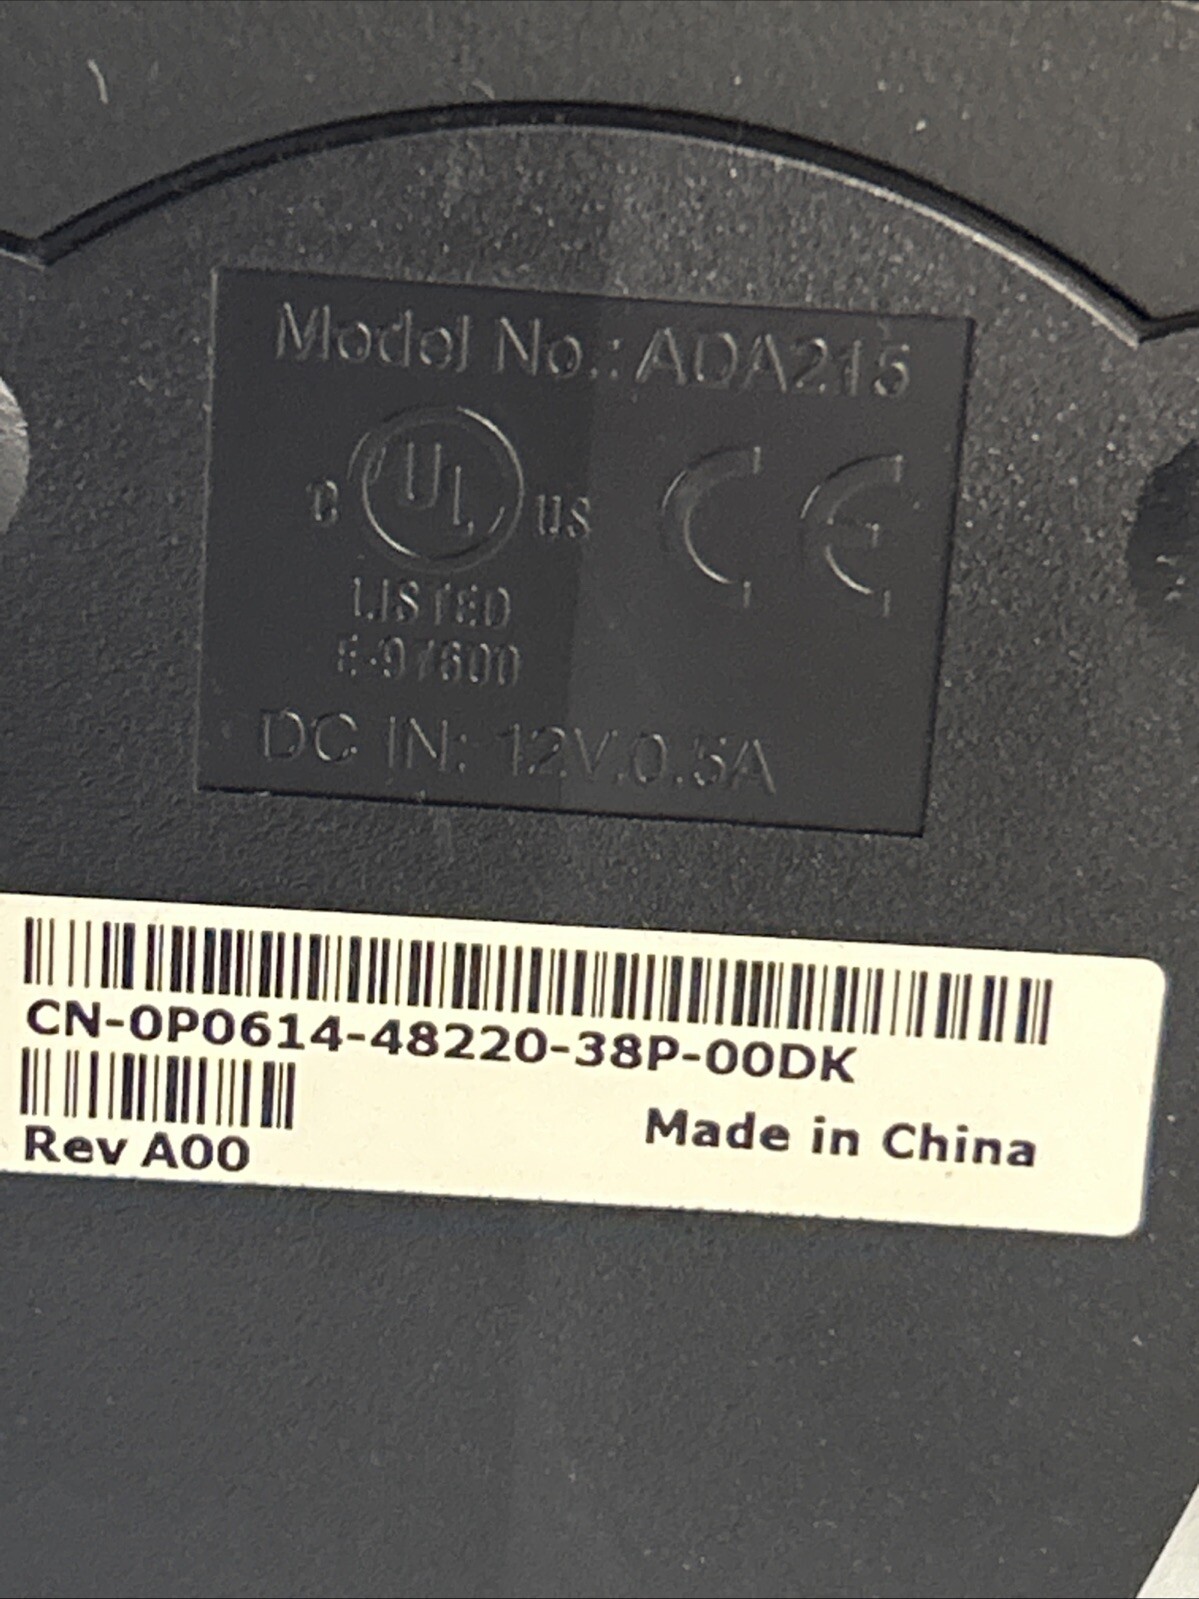 Model No.: ADA215
c UL us CE
LISTED
E-97600
DC IN: 12V.0.5A
CN-0P0614-48220-38P-00DK
Rev A00
Made in China